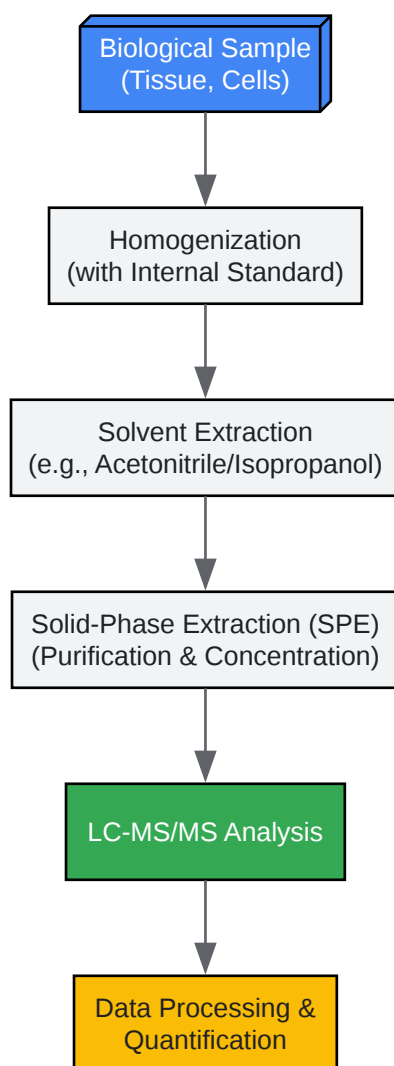 Biological Sample
(Tissue, Cells)
Homogenization
(with Internal Standard)
Solvent Extraction
(e.g., Acetonitrile/Isopropanol)
Solid-Phase Extraction (SPE)
(Purification & Concentration)
LC-MS/MS Analysis
Data Processing &
Quantification